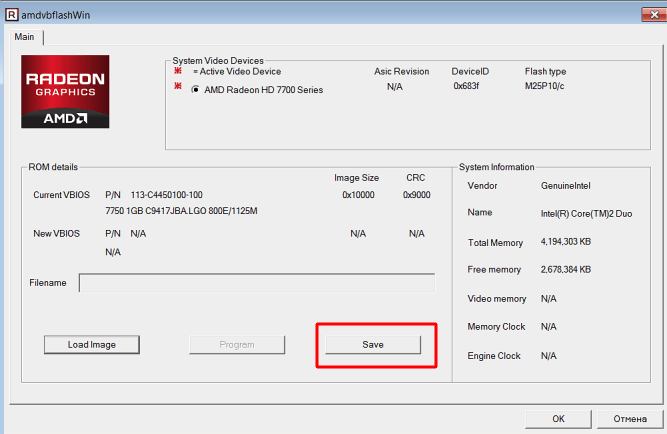 R amdvbflashWin
Main
RADEON
GRAPHICS
AMD
System Video Devices
= Active Video Device Asic Revision DeviceID Flash type
AMD Radeon HD 7700 Series N/A 0x683f M25P10/c
ROM details
Image Size CRC
Current VBIOS P/N 113-C4450100-100 0x10000 0x9000
7750 1GB C9417JBA.LGO 800E/1125M
New VBIOS P/N N/A N/A N/A
N/A
Filename
Load Image Program Save
System Information
Vendor GenuineIntel
Name Intel(R) Core(TM)2 Duo
Total Memory 4,194,303 KB
Free memory 2,678,384 KB
Video memory N/A
Memory Clock N/A
Engine Clock N/A
OK Отмена